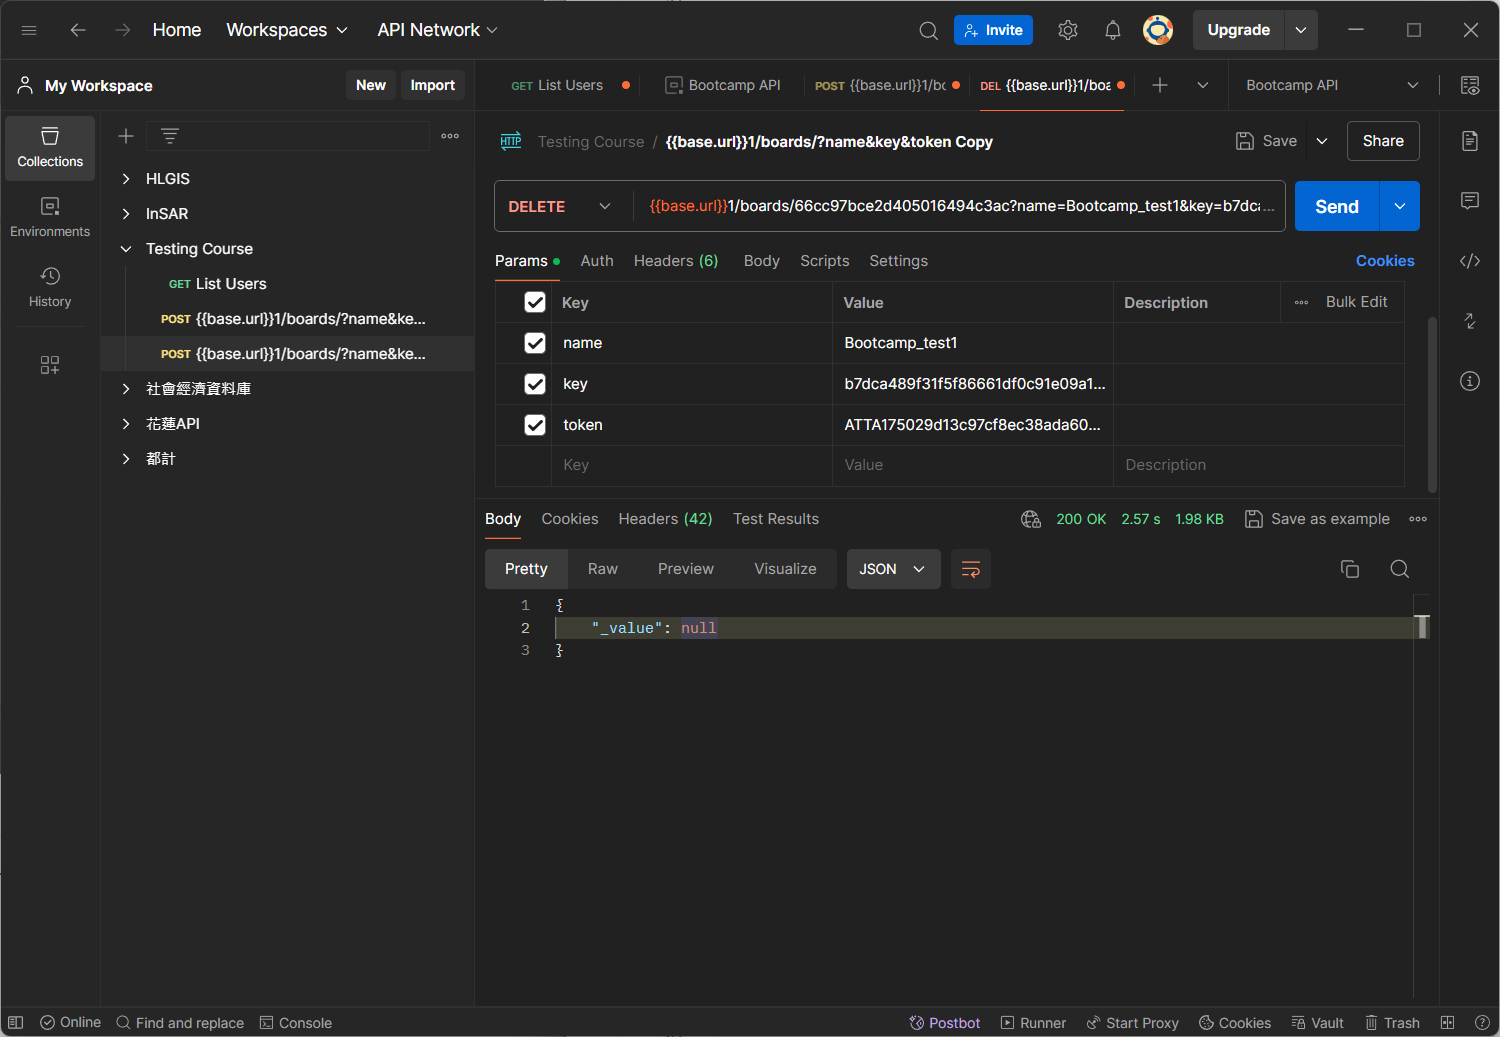 Home
Workspaces
API Network
Invite
Upgrade
My Workspace
New
Import
GET List Users
Bootcamp API
POST {{base.url}}1/bo
DEL {{base.url}}1/boa
Bootcamp API
Collections
Environments
History
HLGIS
InSAR
Testing Course
GET List Users
POST {{base.url}}1/boards/?name&ke...
POST {{base.url}}1/boards/?name&ke...
社會經濟資料庫
花蓮API
都計
HTTP Testing Course / {{base.url}}1/boards/?name&key&token Copy
Save
Share
DELETE
{{base.url}}1/boards/66cc97bce2d405016494c3ac?name=Bootcamp_test1&key=b7dca...
Send
Params Auth Headers (6) Body Scripts Settings Cookies
Key Value Description Bulk Edit
name Bootcamp_test1
key b7dca489f31f5f86661df0c91e09a1...
token ATTA175029d13c97cf8ec38ada60...
Key Value Description
Body Cookies Headers (42) Test Results 200 OK 2.57 s 1.98 KB Save as example
Pretty Raw Preview Visualize JSON
1 {
2 "_value": null
3 }
Online Find and replace Console Postbot Runner Start Proxy Cookies Vault Trash